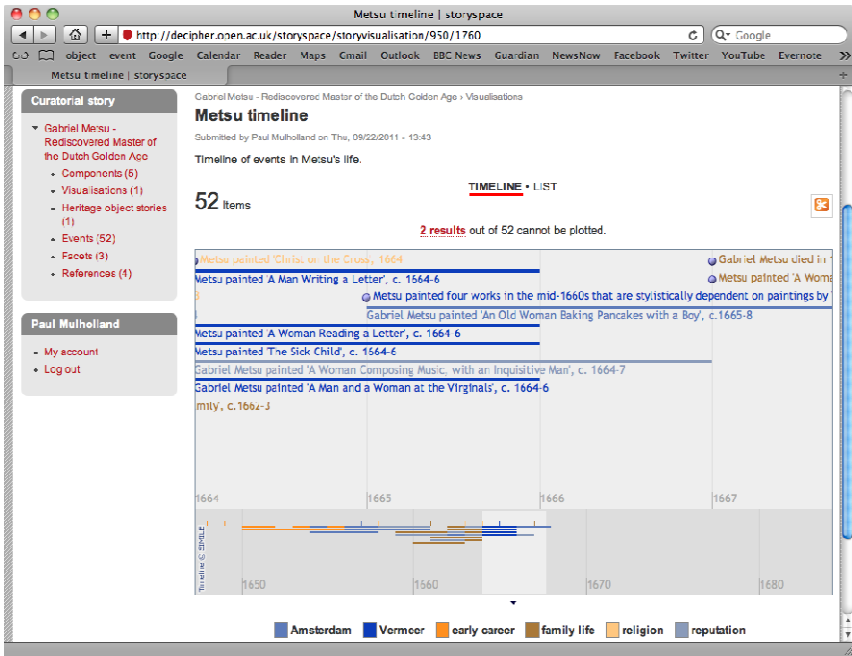 Metsu timeline | storyspace
http://decipher.open.ac.uk/storyspace/storyvisualisation/950/1760
Google
object event Google Calendar Reader Maps Gmail Outlook BBC News Guardian NewsNow Facebook Twitter YouTube Evernote
Metsu timeline | storyspace
Curatorial story
Gabriel Metsu -
Rediscovered Master of
the Dutch Golden Age
Components (6)
Visualisations (1)
Heritage object stories
(1)
Events (52)
Facets (3)
References (4)
Paul Mulholland
My account
Log out
Gabriel Metsu - Rediscovered Master of the Dutch Golden Age › Visualisations
Metsu timeline
Submitted by Paul Mulholland on Thu, 09/22/2011 - 13:43
Timeline of events in Metsu's life.
TIMELINE • LIST
52 Items
2 results out of 52 cannot be plotted.
Metsu painted 'Christ on the Cross', 1664
Gabriel Metsu died in
Metsu painted 'A Man Writing a Letter', c. 1664-6
Metsu painted 'A Woma
3
Metsu painted four works in the mid-1660s that are stylistically dependent on paintings by
Gabriel Metsu painted 'An Old Woman Baking Pancakes with a Boy', c.1665-8
Metsu painted 'A Woman Reading a Letter', c. 1664-6
Metsu painted 'The Sick Child', c. 1664-6
Gabriel Metsu painted 'A Woman Composing Music, with an Inquisitive Man', c. 1664-7
Gabriel Metsu painted 'A Man and a Woman at the Virginals', c. 1664-6
mily', c.1662-3
1664 1665 1666 1667
Timeline © SIMILE
1650 1660 1670 1680
Amsterdam Vermeer early career family life religion reputation